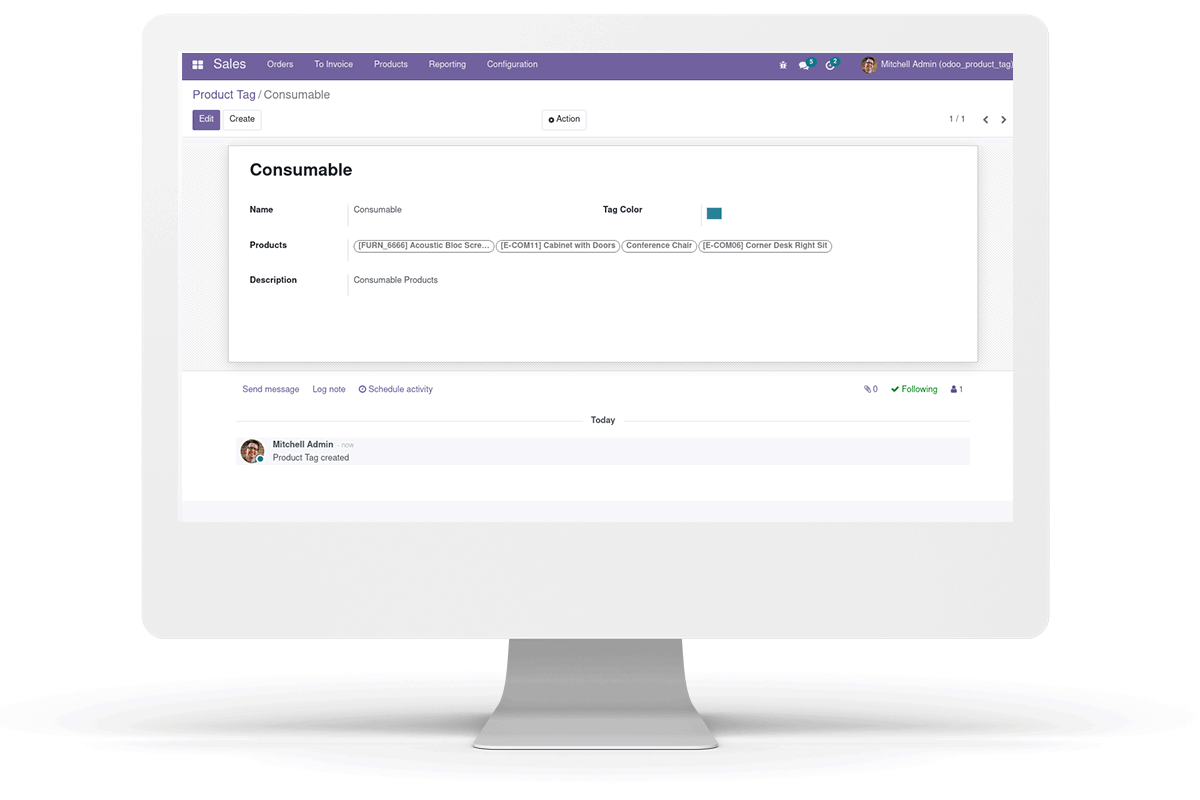 Sales Orders To Invoice Products Reporting Configuration 5 2 Mitchell Admin (odoo_product_tag)
Product Tag / Consumable
Edit Create Action 1 / 1
Consumable
Name Consumable Tag Color
Products [FURN_6666] Acoustic Bloc Scre... [E-COM11] Cabinet with Doors Conference Chair [E-COM06] Corner Desk Right Sit
Description Consumable Products
Send message Log note Schedule activity 0 Following 1
Today
Mitchell Admin - now
Product Tag created